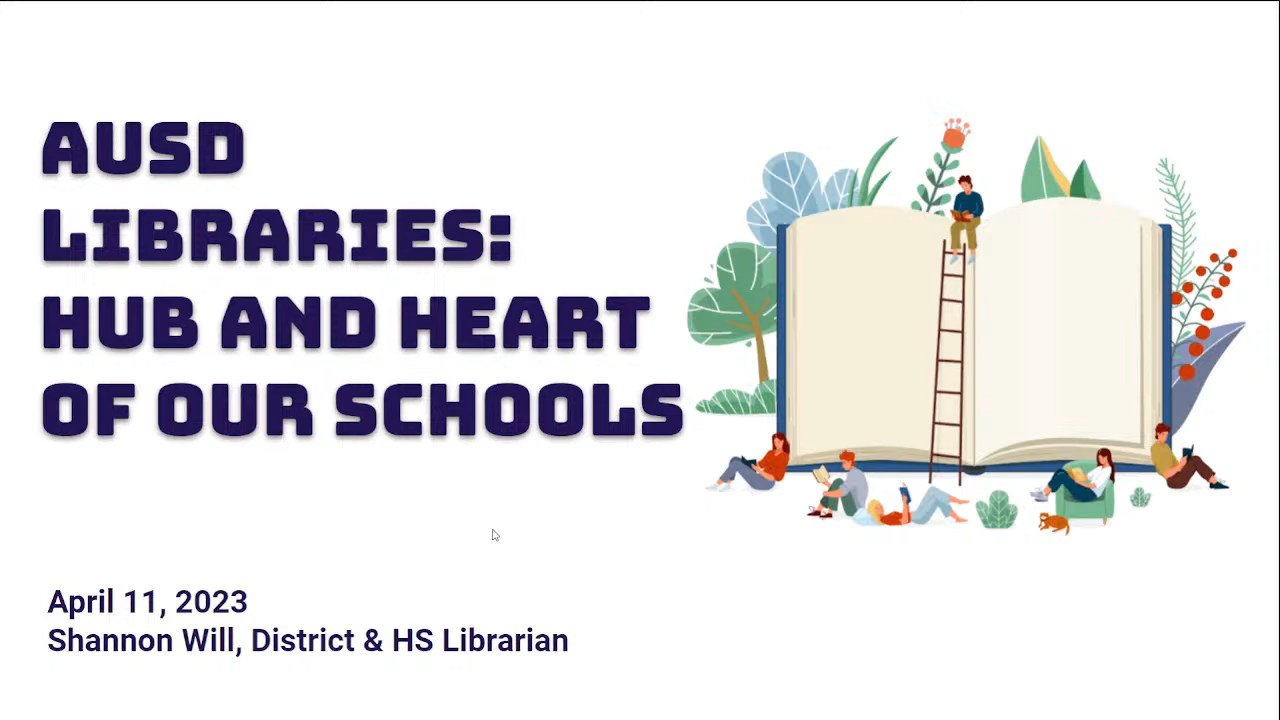 AUSD
LIBRARIES:
HUB AND HEART
OF OUR SCHOOLS
April 11, 2023
Shannon Will, District & HS Librarian